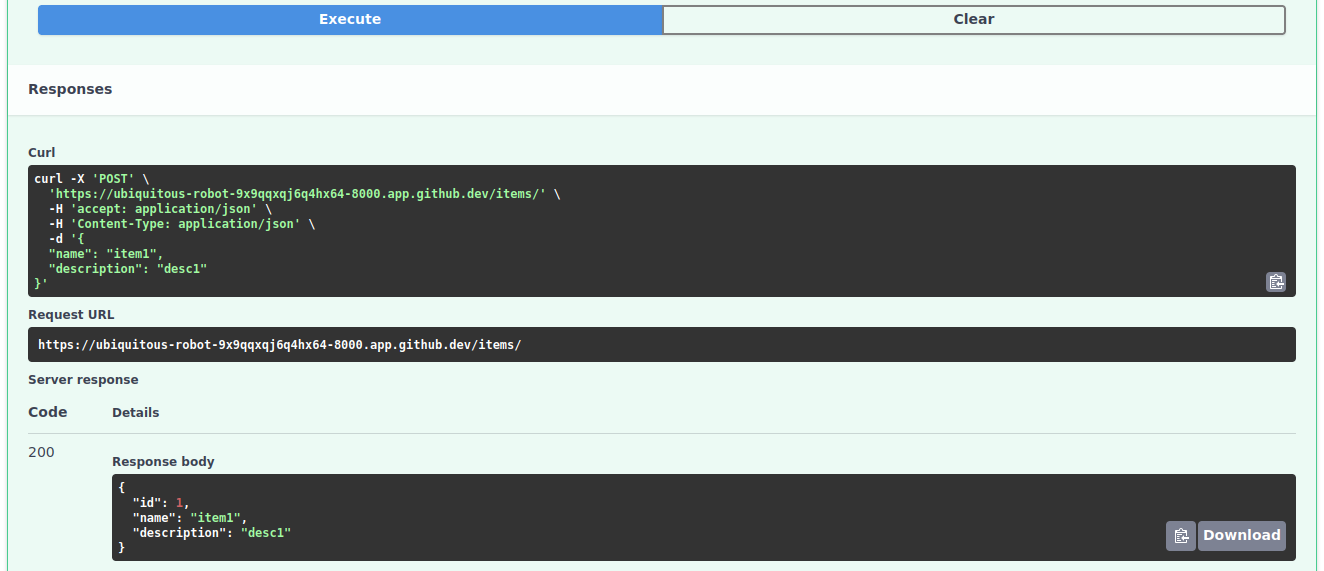 Execute
Clear
Responses
Curl
curl -X 'POST' \
  'https://ubiquitous-robot-9x9qqxqj6q4hx64-8000.app.github.dev/items/' \
  -H 'accept: application/json' \
  -H 'Content-Type: application/json' \
  -d '{
  "name": "item1",
  "description": "desc1"
}'
Request URL
https://ubiquitous-robot-9x9qqxqj6q4hx64-8000.app.github.dev/items/
Server response
Code
Details
200
Response body
{
  "id": 1,
  "name": "item1",
  "description": "desc1"
}
Download